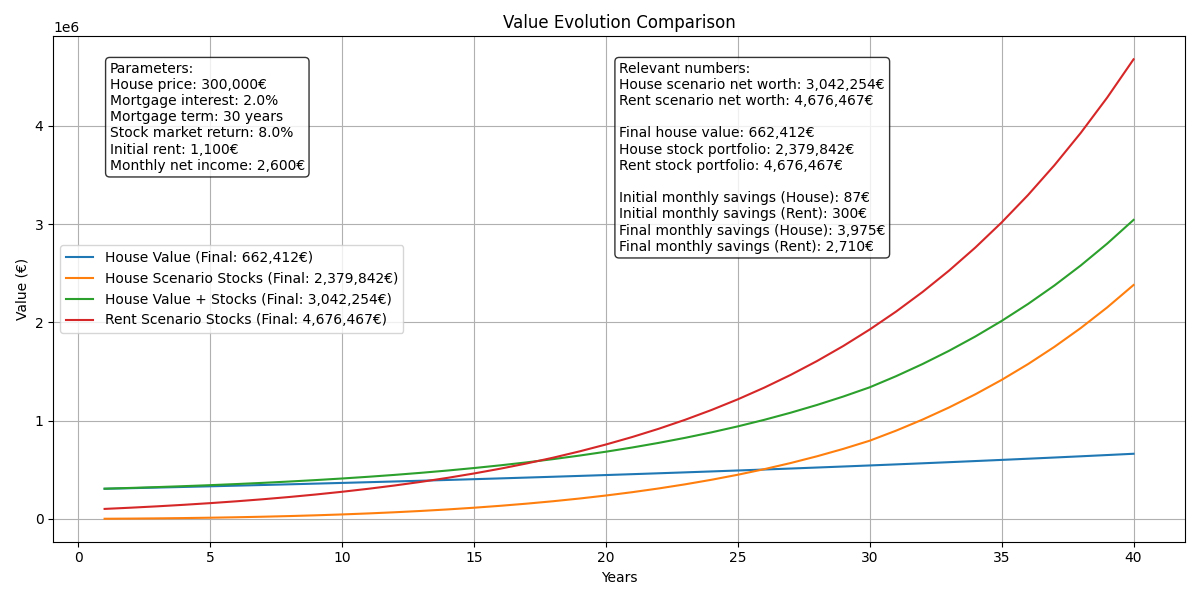 Value Evolution Comparison
1e6
Parameters:
House price: 300,000€
Mortgage interest: 2.0%
Mortgage term: 30 years
Stock market return: 8.0%
Initial rent: 1,100€
Monthly net income: 2,600€
Relevant numbers:
House scenario net worth: 3,042,254€
Rent scenario net worth: 4,676,467€
Final house value: 662,412€
House stock portfolio: 2,379,842€
Rent stock portfolio: 4,676,467€
Initial monthly savings (House): 87€
Initial monthly savings (Rent): 300€
Final monthly savings (House): 3,975€
Final monthly savings (Rent): 2,710€
House Value (Final: 662,412€)
House Scenario Stocks (Final: 2,379,842€)
House Value + Stocks (Final: 3,042,254€)
Rent Scenario Stocks (Final: 4,676,467€)
Value (€)
4
3
2
1
0
0 5 10 15 20 25 30 35 40
Years